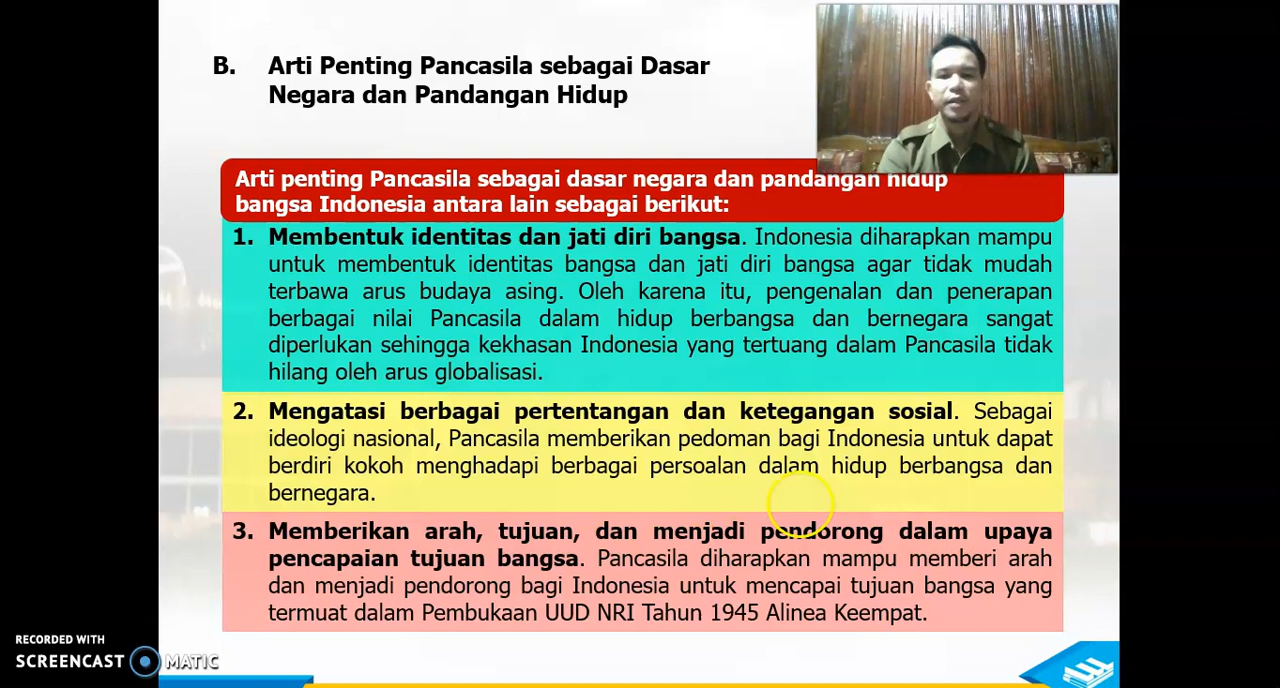 B. Arti Penting Pancasila sebagai Dasar
Negara dan Pandangan Hidup
Arti penting Pancasila sebagai dasar negara dan pandangan hidup
bangsa Indonesia antara lain sebagai berikut:
1. Membentuk identitas dan jati diri bangsa. Indonesia diharapkan mampu
untuk membentuk identitas bangsa dan jati diri bangsa agar tidak mudah
terbawa arus budaya asing. Oleh karena itu, pengenalan dan penerapan
berbagai nilai Pancasila dalam hidup berbangsa dan bernegara sangat
diperlukan sehingga kekhasan Indonesia yang tertuang dalam Pancasila tidak
hilang oleh arus globalisasi.
2. Mengatasi berbagai pertentangan dan ketegangan sosial. Sebagai
ideologi nasional, Pancasila memberikan pedoman bagi Indonesia untuk dapat
berdiri kokoh menghadapi berbagai persoalan dalam hidup berbangsa dan
bernegara.
3. Memberikan arah, tujuan, dan menjadi pendorong dalam upaya
pencapaian tujuan bangsa. Pancasila diharapkan mampu memberi arah
dan menjadi pendorong bagi Indonesia untuk mencapai tujuan bangsa yang
termuat dalam Pembukaan UUD NRI Tahun 1945 Alinea Keempat.
RECORDED WITH
SCREENCAST MATIC